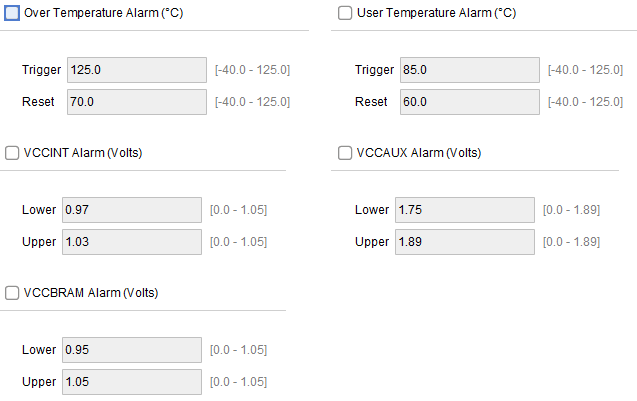 Over Temperature Alarm (°C) User Temperature Alarm (°C)
Trigger 125.0 [-40.0 - 125.0] Trigger 85.0 [-40.0 - 125.0]
Reset 70.0 [-40.0 - 125.0] Reset 60.0 [-40.0 - 125.0]
VCCINT Alarm (Volts) VCCAUX Alarm (Volts)
Lower 0.97 [0.0 - 1.05] Lower 1.75 [0.0 - 1.89]
Upper 1.03 [0.0 - 1.05] Upper 1.89 [0.0 - 1.89]
VCCBRAM Alarm (Volts)
Lower 0.95 [0.0 - 1.05]
Upper 1.05 [0.0 - 1.05]